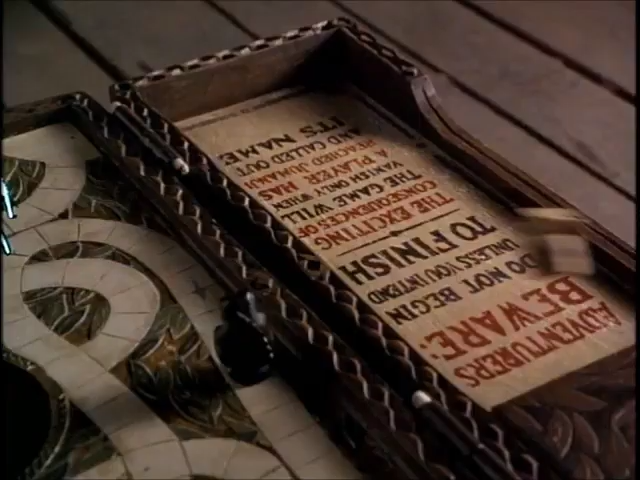 ADVENTURERS
BEWARE:
DO NOT BEGIN
UNLESS YOU INTEND
TO FINISH
THE EXCITING
CONSEQUENCES OF
THE GAME WILL
VANISH ONLY WHEN
A PLAYER HAS
REACHED JUMANJI
AND CALLED OUT
ITS NAME